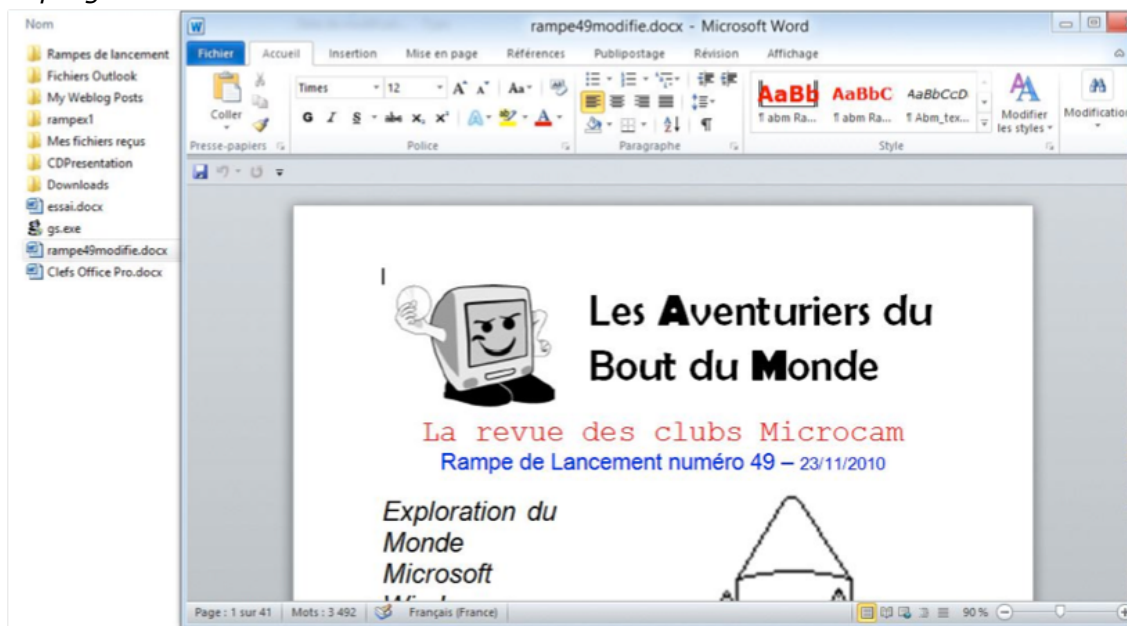 Nom
Rampes de lancement
Fichiers Outlook
My Weblog Posts
rampex1
Mes fichiers reçus
CDPresentation
Downloads
essai.docx
gs.exe
rampe49modifie.docx
Clefs Office Pro.docx
rampe49modifie.docx - Microsoft Word
Fichier Accueil Insertion Mise en page Références Publipostage Révision Affichage
Coller
Times 12
G I S abc x₂ x²
AaBb AaBbC AaBbCcD
¶ abm Ra... ¶ abm Ra... ¶ Abm_tex...
Modifier les styles
Modification
Presse-papiers Police Paragraphe Style
Les Aventuriers du
Bout du Monde
La revue des clubs Microcam
Rampe de Lancement numéro 49 – 23/11/2010
Exploration du
Monde
Microsoft
Page : 1 sur 41 Mots : 3 492 Français (France) 90 %